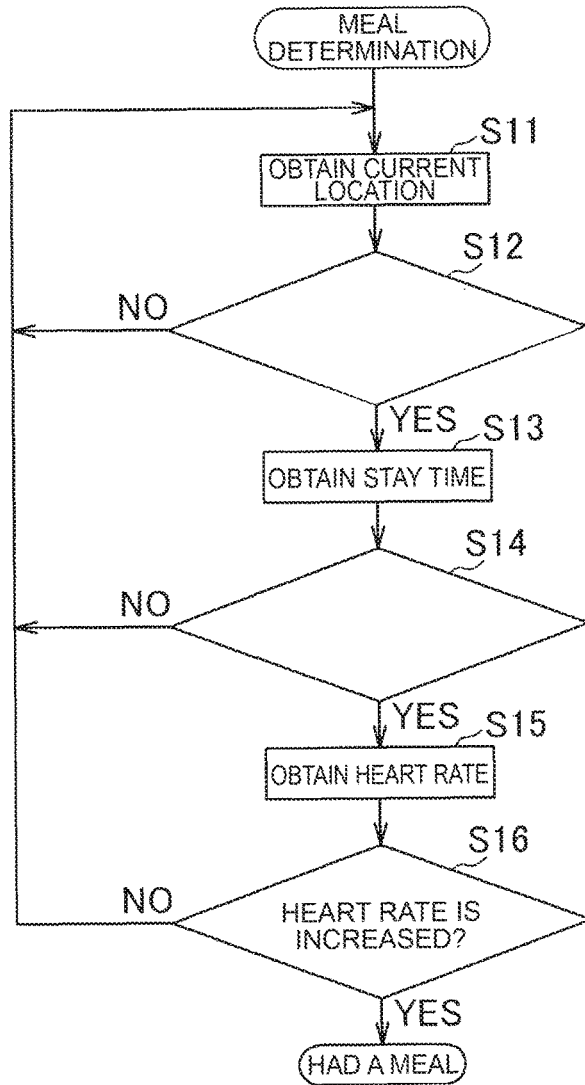 MEAL
DETERMINATION
S11
OBTAIN CURRENT
LOCATION
S12
NO
YES
S13
OBTAIN STAY TIME
S14
NO
YES
S15
OBTAIN HEART RATE
S16
NO
HEART RATE IS
INCREASED?
YES
HAD A MEAL